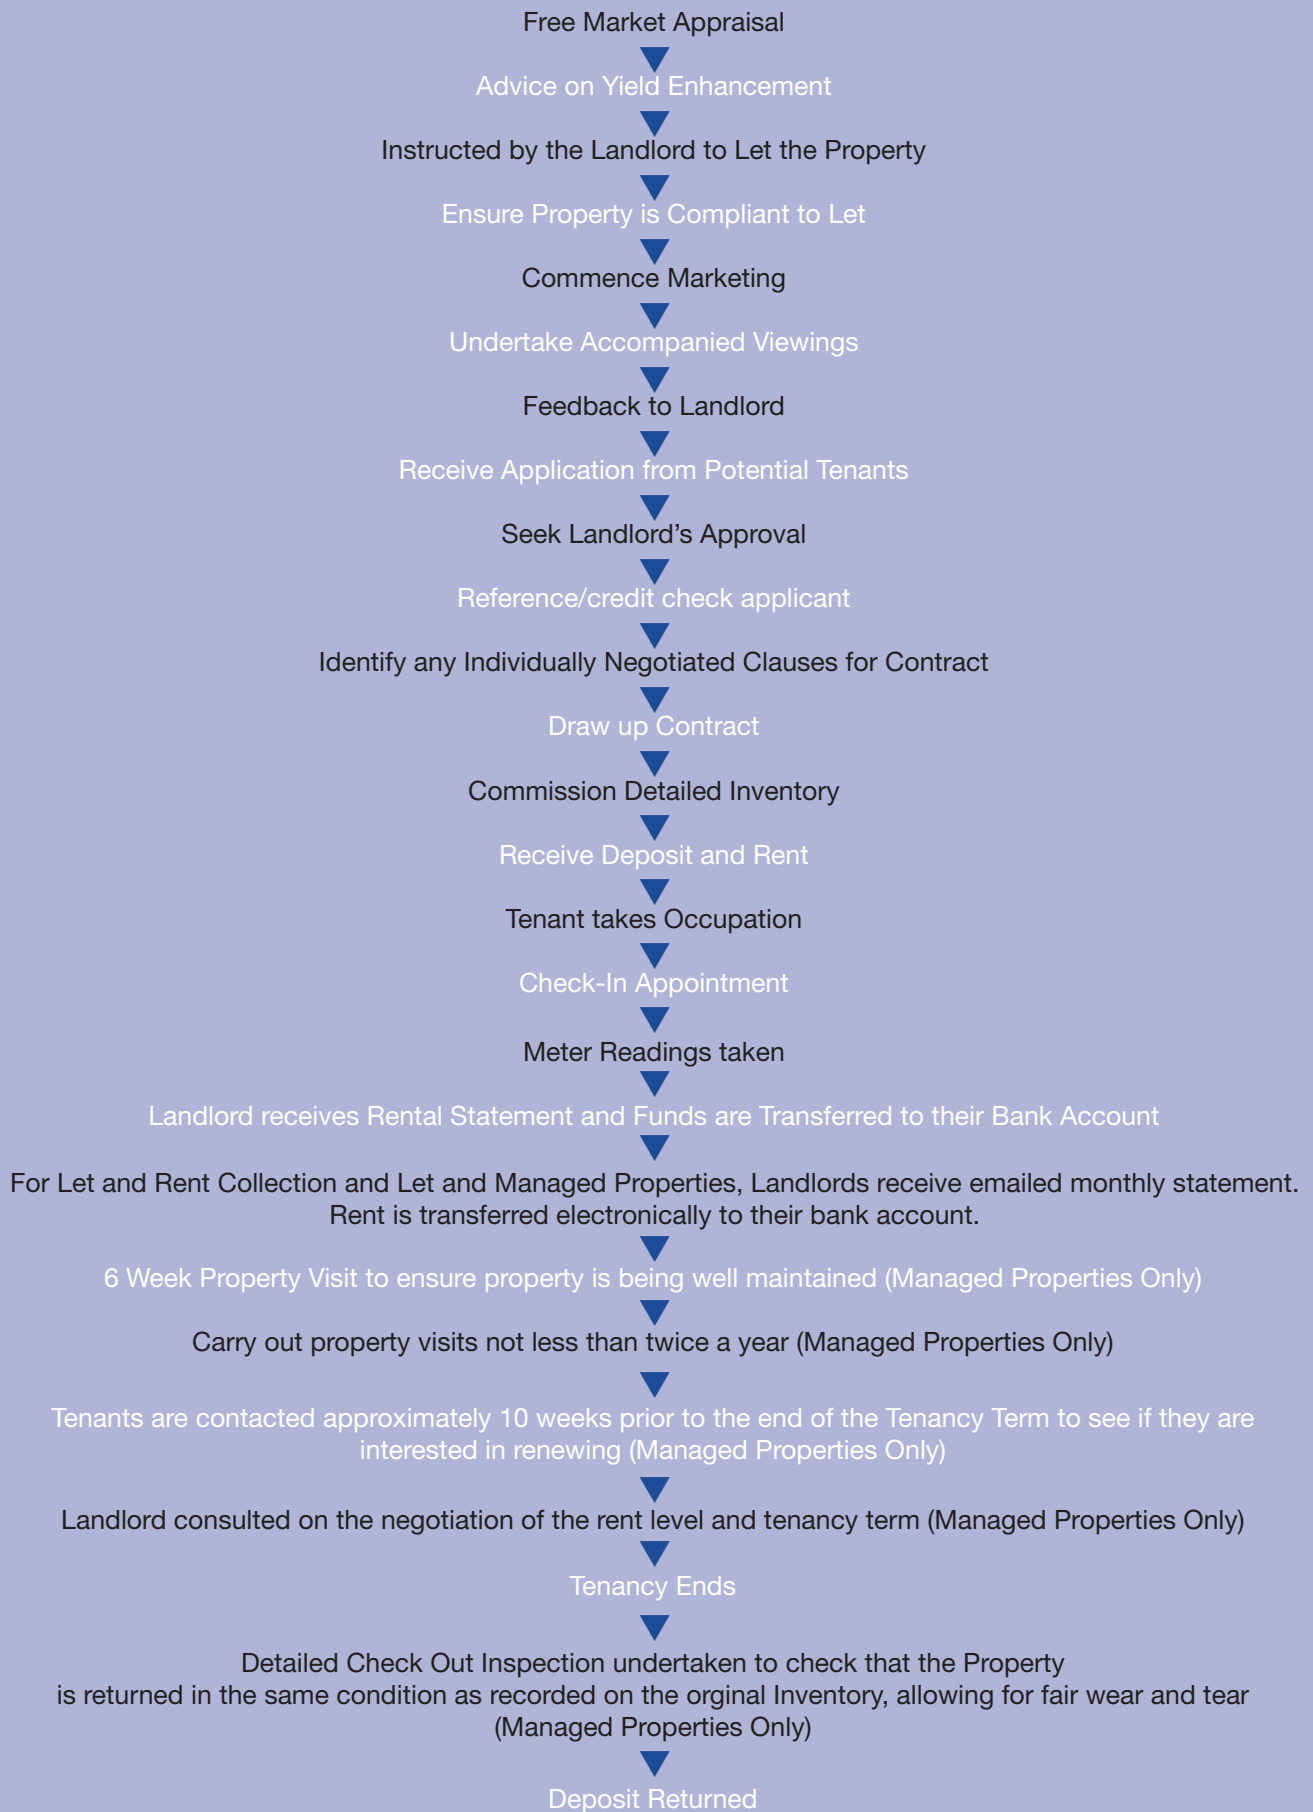 Free Market Appraisal
Advice on Yield Enhancement
Instructed by the Landlord to Let the Property
Ensure Property is Compliant to Let
Commence Marketing
Undertake Accompanied Viewings
Feedback to Landlord
Receive Application from Potential Tenants
Seek Landlord’s Approval
Reference/credit check applicant
Identify any Individually Negotiated Clauses for Contract
Draw up Contract
Commission Detailed Inventory
Receive Deposit and Rent
Tenant takes Occupation
Check-In Appointment
Meter Readings taken
Landlord receives Rental Statement and Funds are Transferred to their Bank Account
For Let and Rent Collection and Let and Managed Properties, Landlords receive emailed monthly statement.
Rent is transferred electronically to their bank account.
6 Week Property Visit to ensure property is being well maintained (Managed Properties Only)
Carry out property visits not less than twice a year (Managed Properties Only)
Tenants are contacted approximately 10 weeks prior to the end of the Tenancy Term to see if they are
interested in renewing (Managed Properties Only)
Landlord consulted on the negotiation of the rent level and tenancy term (Managed Properties Only)
Tenancy Ends
Detailed Check Out Inspection undertaken to check that the Property
is returned in the same condition as recorded on the orginal Inventory, allowing for fair wear and tear
(Managed Properties Only)
Deposit Returned